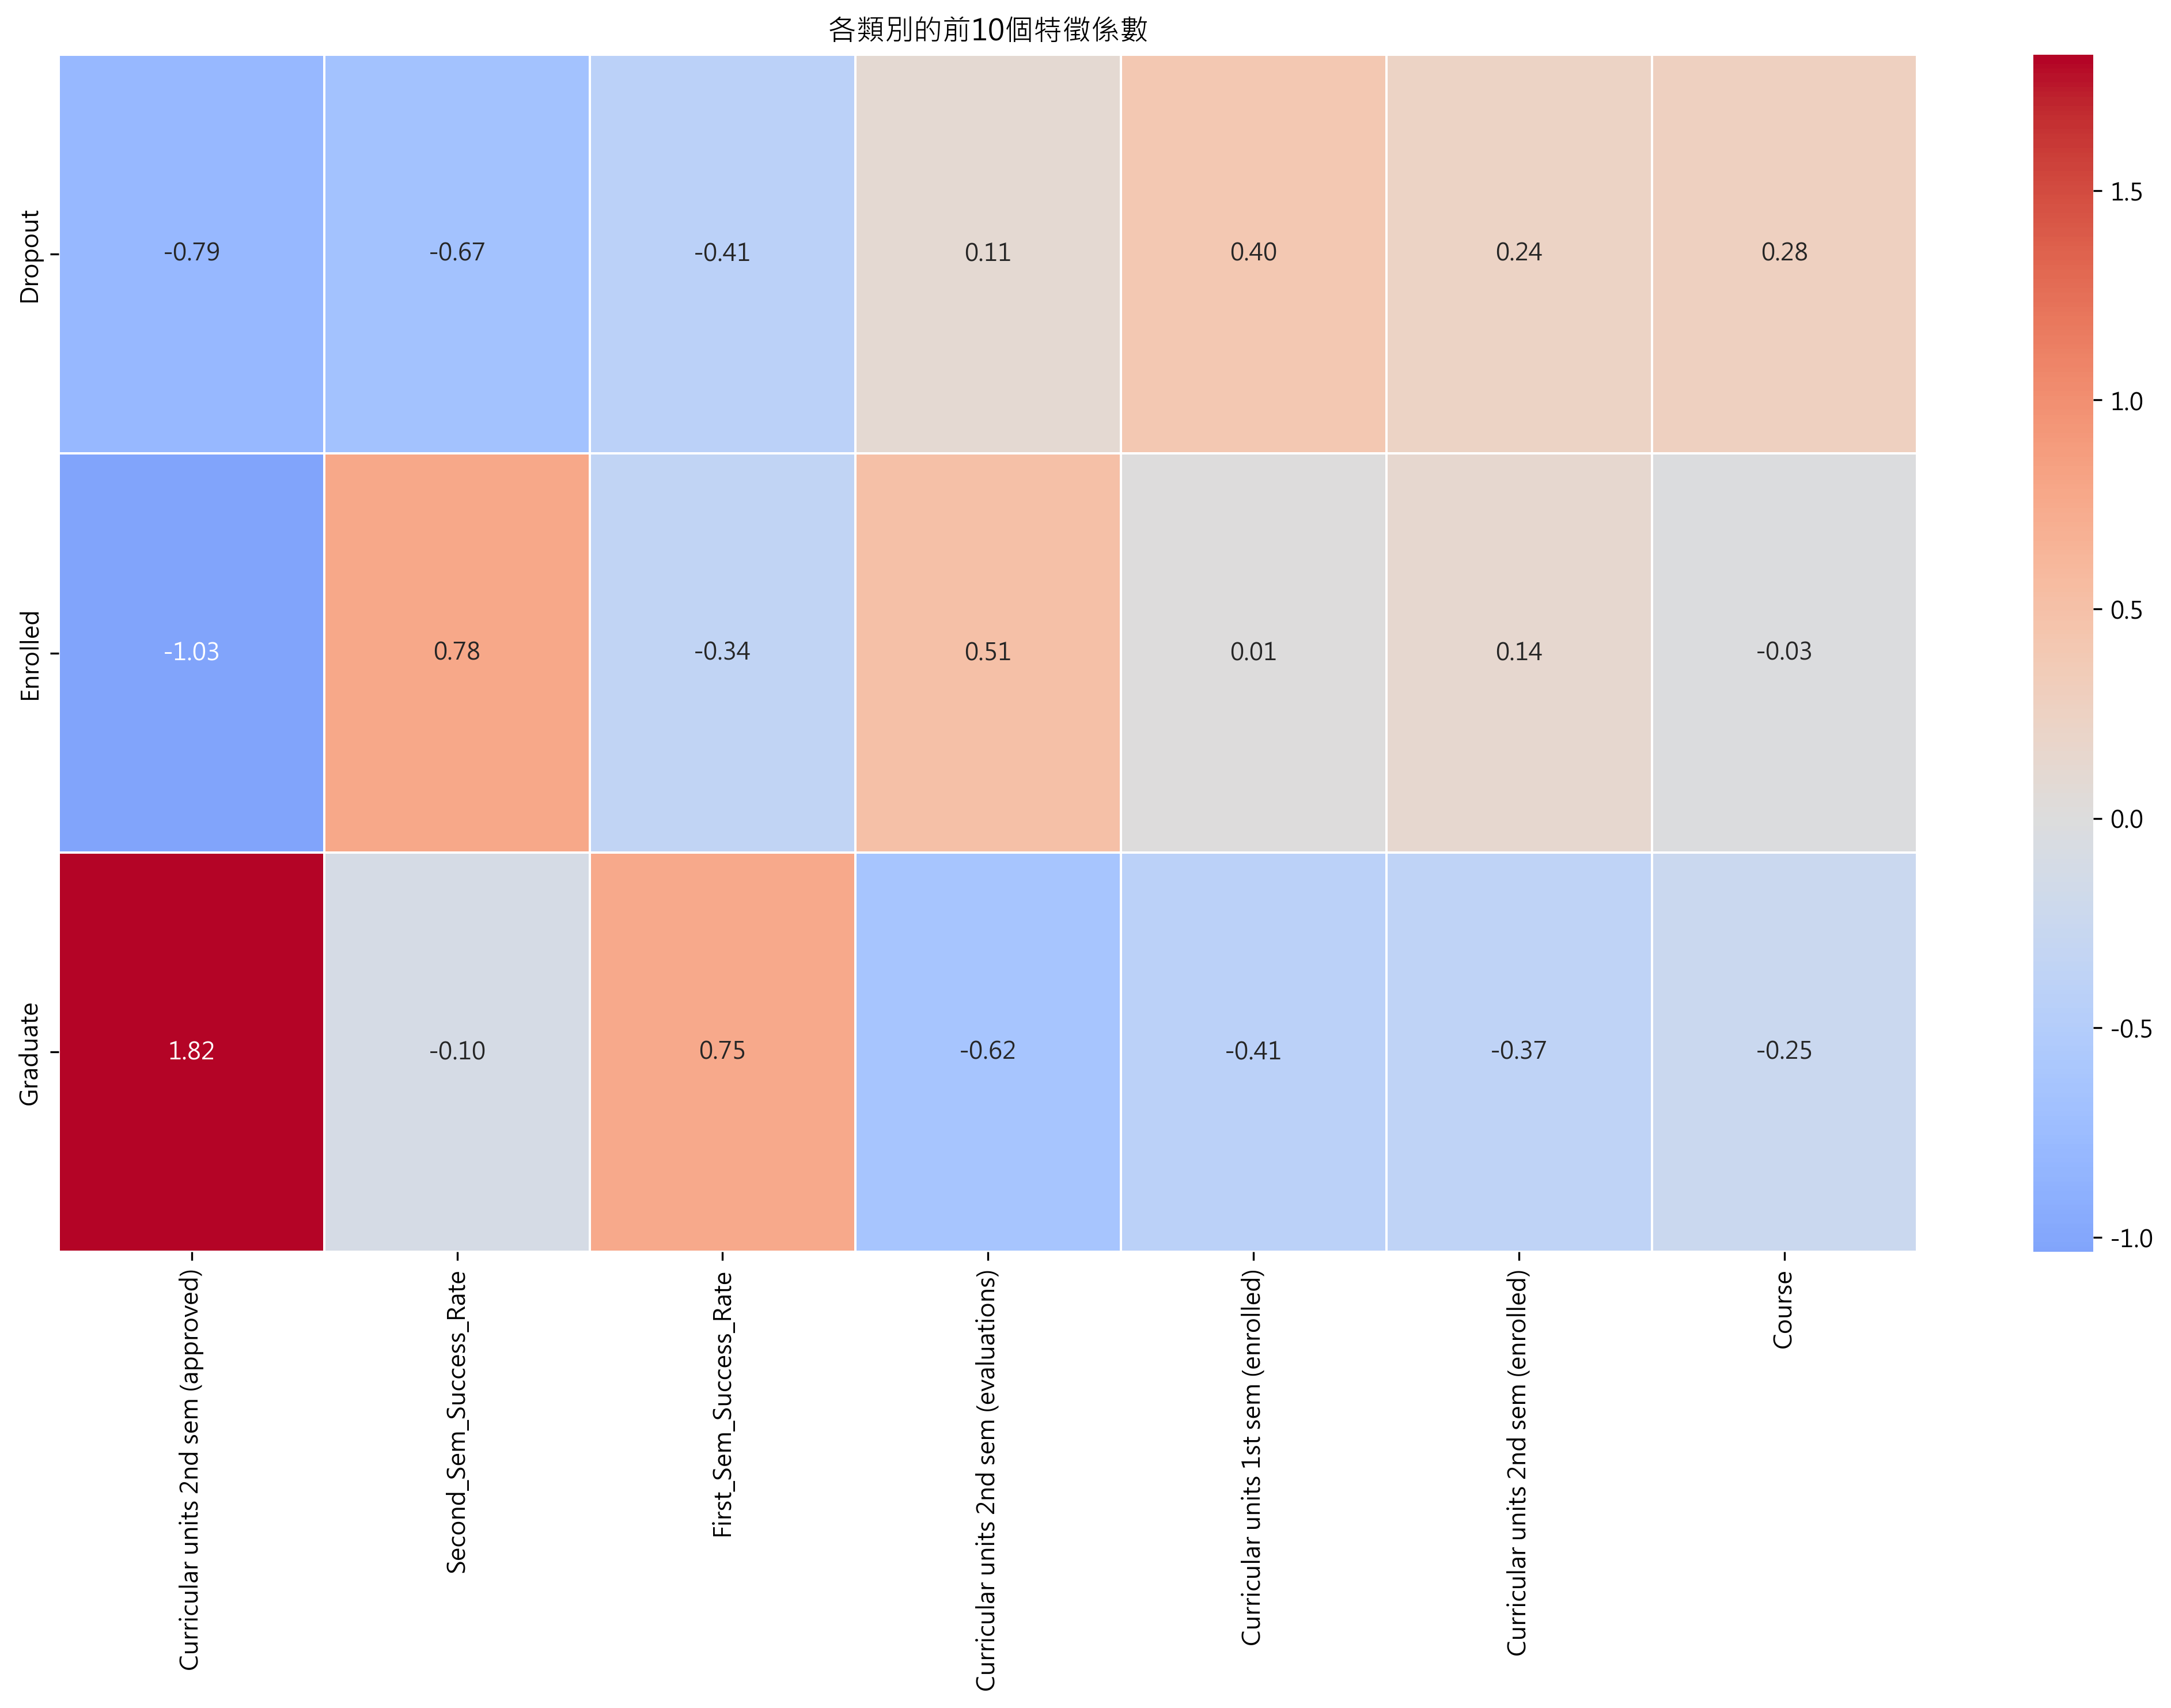 各類別的前10個特徵係數
Dropout
-0.79
-0.67
-0.41
0.11
0.40
0.24
0.28
Enrolled
-1.03
0.78
-0.34
0.51
0.01
0.14
-0.03
Graduate
1.82
-0.10
0.75
-0.62
-0.41
-0.37
-0.25
Curricular units 2nd sem (approved)
Second_Sem_Success_Rate
First_Sem_Success_Rate
Curricular units 2nd sem (evaluations)
Curricular units 1st sem (enrolled)
Curricular units 2nd sem (enrolled)
Course
1.5
1.0
0.5
0.0
-0.5
-1.0